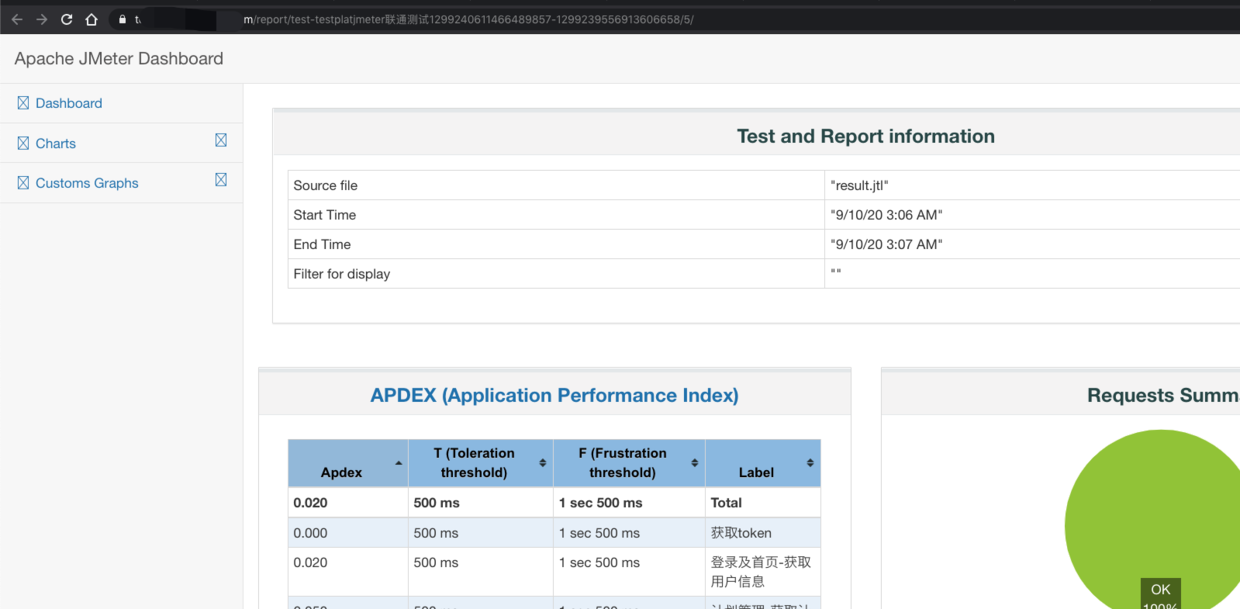 m/report/test-testplatjmeter联通测试1299240611466489857-1299239556913606658/5/
Apache JMeter Dashboard
Dashboard
Charts
Customs Graphs
Test and Report information
Source file "result.jtl"
Start Time "9/10/20 3:06 AM"
End Time "9/10/20 3:07 AM"
Filter for display ""
APDEX (Application Performance Index)
Requests Summ
Apdex T (Toleration threshold) F (Frustration threshold) Label
0.020 500 ms 1 sec 500 ms Total
0.000 500 ms 1 sec 500 ms 获取token
0.020 500 ms 1 sec 500 ms 登录及首页-获取
用户信息
OK
100%